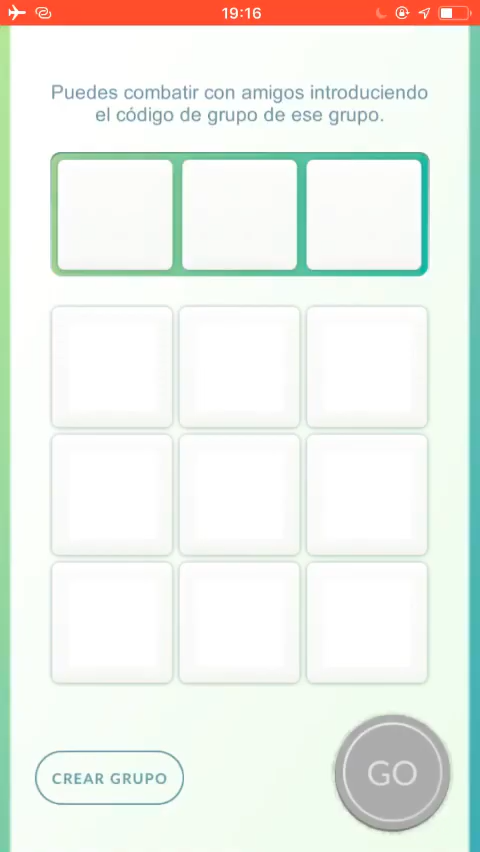 19:16
Puedes combatir con amigos introduciendo
el código de grupo de ese grupo.
CREAR GRUPO
GO